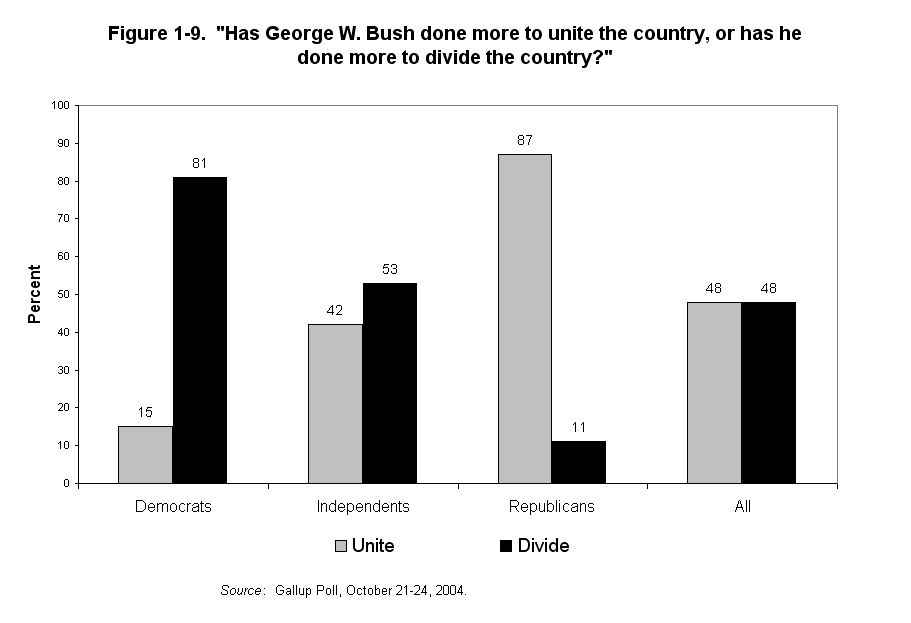 Figure 1-9.  "Has George W. Bush done more to unite the country, or has he
done more to divide the country?"
100
90
80
70
60
50
40
30
20
10
0
Percent
15
81
42
53
87
11
48
48
Democrats
Independents
Republicans
All
Unite
Divide
Source:  Gallup Poll, October 21-24, 2004.